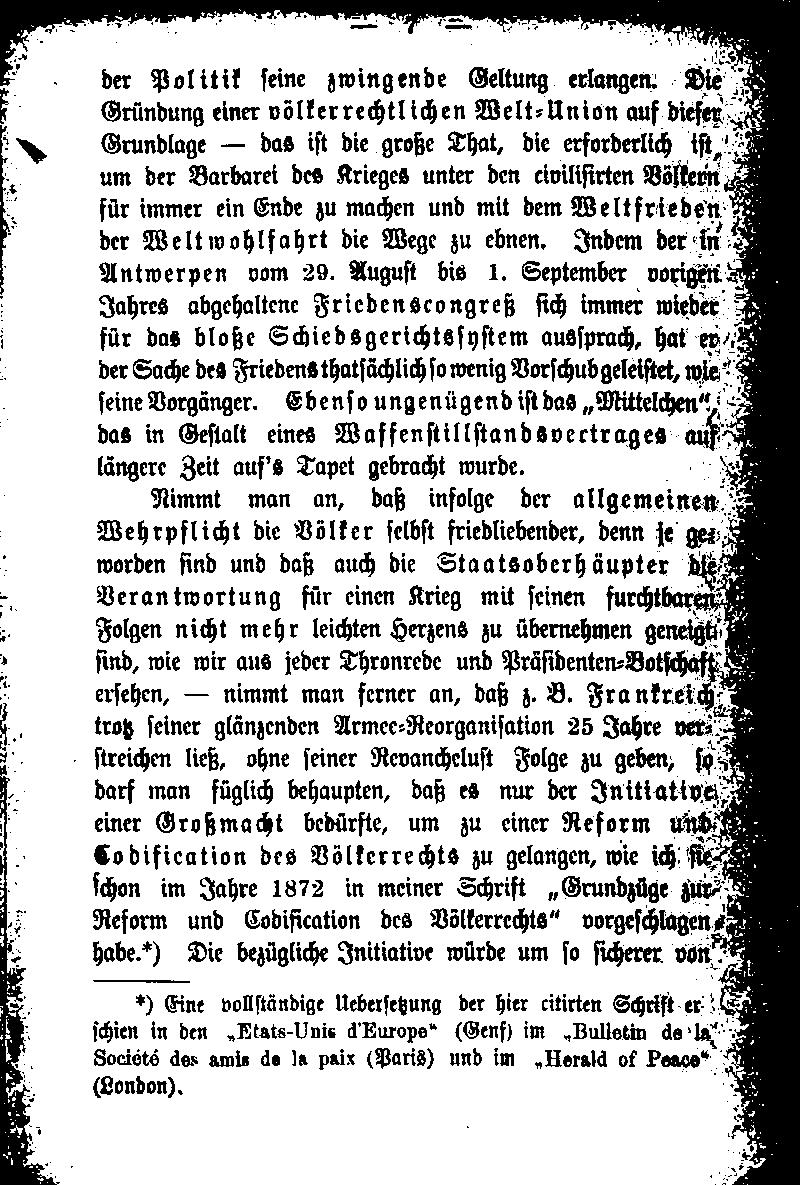 — 7 —
der Politik seine zwingende Geltung erlangen. Die
Gründung einer völkerrechtlichen Welt-Union auf dieser
Grundlage — das ist die große That, die erforderlich ist,
um der Barbarei des Krieges unter den civilisirten Völkern
für immer ein Ende zu machen und mit dem Weltfrieden
der Weltwohlfahrt die Wege zu ebnen. Indem der in
Antwerpen vom 29. August bis 1. September vorigen
Jahres abgehaltene Friedenscongreß sich immer wieder
für das bloße Schiedsgerichtssystem aussprach, hat er
der Sache des Friedens thatsächlich so wenig Vorschub geleistet, wie
seine Vorgänger. Ebenso ungenügend ist das „Mittelchen“,
das in Gestalt eines Waffenstillstandsvertrages auf
längere Zeit auf's Tapet gebracht wurde.
Nimmt man an, daß infolge der allgemeinen
Wehrpflicht die Völker selbst friedliebender, denn je ge-
worden sind und daß auch die Staatsoberhäupter die
Verantwortung für einen Krieg mit seinen furchtbaren
Folgen nicht mehr leichten Herzens zu übernehmen geneigt
sind, wie wir aus jeder Thronrede und Präsidenten-Botschaft
ersehen, — nimmt man ferner an, daß z. B. Frankreich
trotz seiner glänzenden Armee-Reorganisation 25 Jahre ver-
streichen ließ, ohne seiner Revanchelust Folge zu geben, so
darf man füglich behaupten, daß es nur der Initiative
einer Großmacht bedürfte, um zu einer Reform und
Codification des Völkerrechts zu gelangen, wie ich sie
schon im Jahre 1872 in meiner Schrift „Grundzüge zur
Reform und Codification des Völkerrechts“ vorgeschlagen
habe.*) Die bezügliche Initiative würde um so sicherer von
*) Eine vollständige Uebersetzung der hier citirten Schrift er
schien in den „Etats-Unis d'Europe“ (Genf) im „Bulletin de la
Société des amis de la paix (Paris) und im „Herald of Peace“
(London).